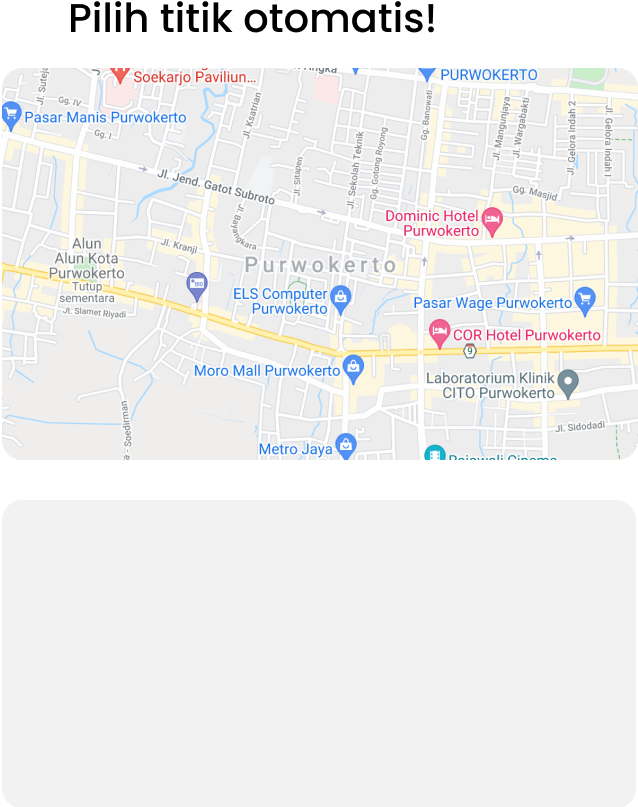 Pilih titik otomatis!
Soekarjo Paviliun...
PURWOKERTO
Jl. Suteja
Gg. IV
Pasar Manis Purwokerto
Gg. I
Jl. Ksatrian
Gg. Banowati
Jl. Mangunjaya
Jl. Wargabakti
Jl. Gelora Indah 2
Jl. Gelora Indah I
Jl. Sekolah Teknik
Gg. Gotong Royong
Jl. Sitapen
Jl. Jend. Gatot Subroto
Gg. Masjid
Jl. Bayangkara
Dominic Hotel
Purwokerto
Jl. Kranji
Alun
Alun Kota
Purwokerto
Tutup
sementara
Purwokerto
ELS Computer
Purwokerto
Pasar Wage Purwokerto
Jl. Slamet Riyadi
COR Hotel Purwokerto
9
Moro Mall Purwokerto
Laboratorium Klinik
CITO Purwokerto
Jl. Sidodadi
Soedirman
Metro Jaya
Rajawali Cinema